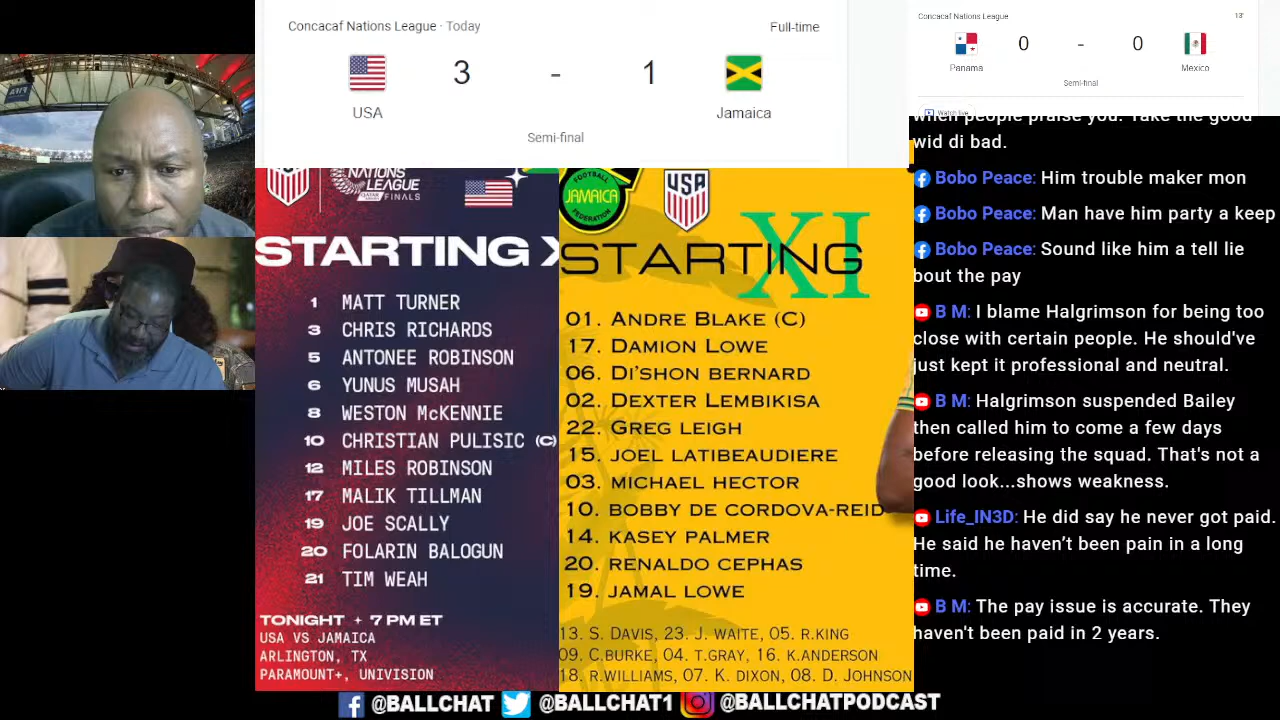 Concacaf Nations League · Today
Full-time
3 - 1
USA
Jamaica
Semi-final
Concacaf Nations League
13'
0 - 0
Panama
Mexico
Semi-final
Watch live
NATIONS
LEAGUE
FINALS
STARTING X
1 MATT TURNER
3 CHRIS RICHARDS
5 ANTONEE ROBINSON
6 YUNUS MUSAH
8 WESTON McKENNIE
10 CHRISTIAN PULISIC (C)
12 MILES ROBINSON
17 MALIK TILLMAN
19 JOE SCALLY
20 FOLARIN BALOGUN
21 TIM WEAH
TONIGHT + 7 PM ET
USA VS JAMAICA
ARLINGTON, TX
PARAMOUNT+, UNIVISION
FOOTBALL
JAMAICA
FEDERATION
USA
STARTING
XI
01. ANDRE BLAKE (C)
17. DAMION LOWE
06. DI'SHON BERNARD
02. DEXTER LEMBIKISA
22. GREG LEIGH
15. JOEL LATIBEAUDIERE
03. MICHAEL HECTOR
10. BOBBY DE CORDOVA-REID
14. KASEY PALMER
20. RENALDO CEPHAS
19. JAMAL LOWE
13. S. DAVIS, 23. J. WAITE, 05. R.KING
09. C.BURKE, 04. T.GRAY, 16. K.ANDERSON
18. R.WILLIAMS, 07. K. DIXON, 08. D. JOHNSON
when people praise you. Take the good
wid di bad.
Bobo Peace: Him trouble maker mon
Bobo Peace: Man have him party a keep
Bobo Peace: Sound like him a tell lie
bout the pay
B M: I blame Halgrimson for being too
close with certain people. He should've
just kept it professional and neutral.
B M: Halgrimson suspended Bailey
then called him to come a few days
before releasing the squad. That's not a
good look...shows weakness.
Life_IN3D: He did say he never got paid.
He said he haven't been pain in a long
time.
B M: The pay issue is accurate. They
haven't been paid in 2 years.
@BALLCHAT @BALLCHAT1 @BALLCHATPODCAST